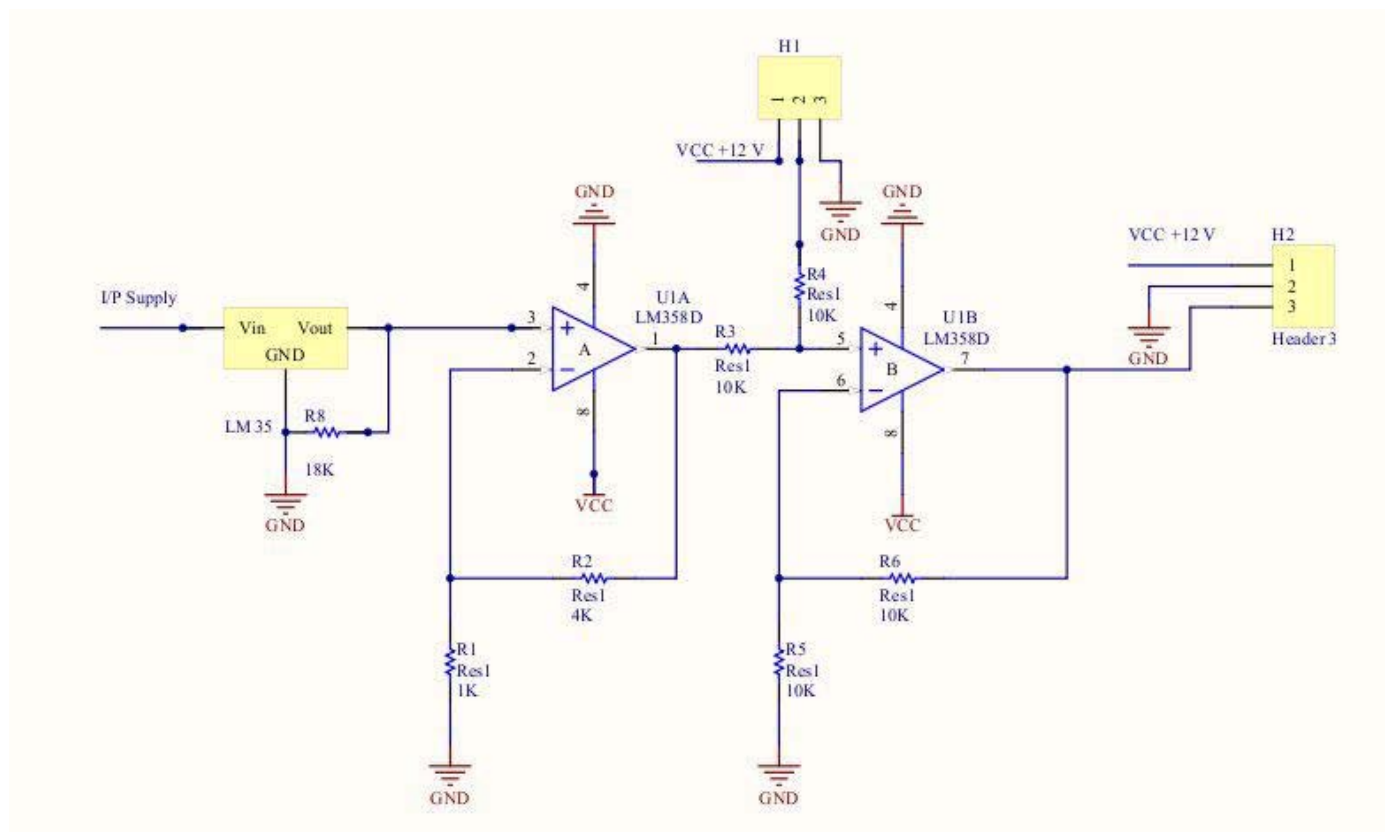 H1
1 2 3
VCC +12 V
GND
GND
GND
VCC +12 V
H2
1
2
3
GND
Header 3
I/P Supply
Vin Vout
GND
LM 35
R8
18K
GND
4
U1A
LM358D
3
+
A
1
2
−
8
VCC
R3
Res1
10K
R4
Res1
10K
4
U1B
LM358D
5
+
B
7
6
−
8
VCC
R2
Res1
4K
R6
Res1
10K
R1
Res1
1K
R5
Res1
10K
GND
GND